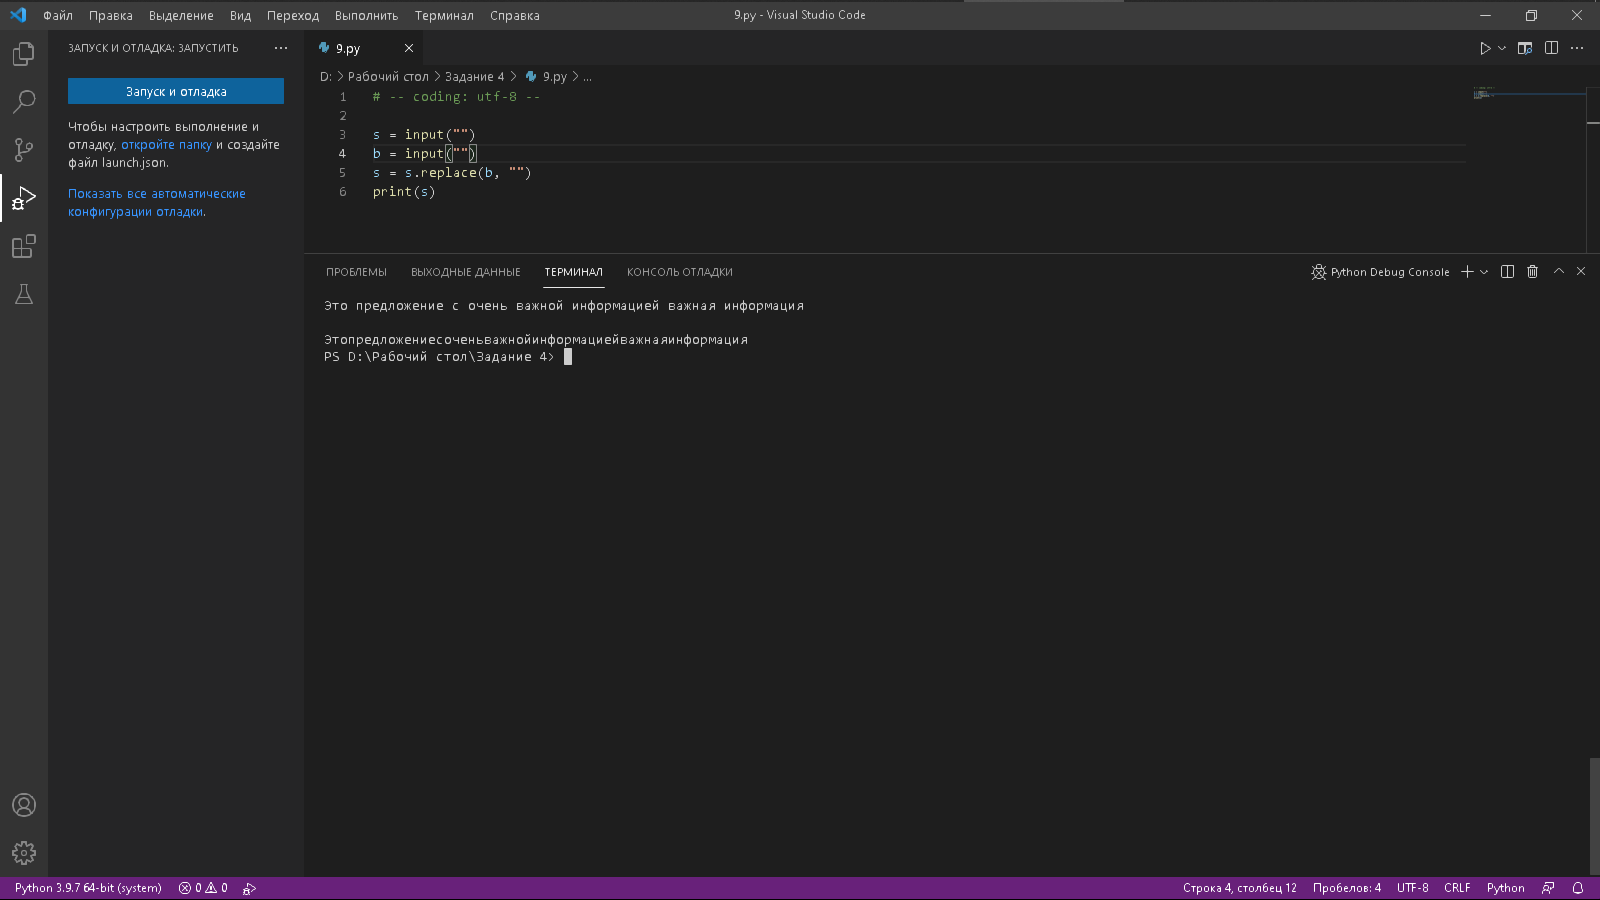 Файл Правка Выделение Вид Переход Выполнить Терминал Справка
9.py - Visual Studio Code
ЗАПУСК И ОТЛАДКА: ЗАПУСТИТЬ
Запуск и отладка
Чтобы настроить выполнение и
отладку, откройте папку и создайте
файл launch.json.
Показать все автоматические
конфигурации отладки.
9.py
D: > Рабочий стол > Задание 4 > 9.py > ...
1 # -- coding: utf-8 --
2
3 s = input("")
4 b = input("")
5 s = s.replace(b, "")
6 print(s)
ПРОБЛЕМЫ ВЫХОДНЫЕ ДАННЫЕ ТЕРМИНАЛ КОНСОЛЬ ОТЛАДКИ
Python Debug Console
Это предложение с очень важной информацией важная информация
Этопредложениесоченьважнойинформациейважнаяинформация
PS D:\Рабочий стол\Задание 4>
Python 3.9.7 64-bit (system) 0 0
Строка 4, столбец 12 Пробелов: 4 UTF-8 CRLF Python